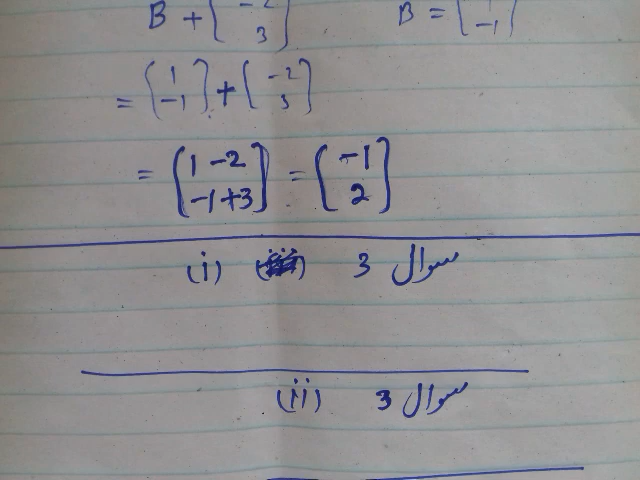 B + [-2 3] B = [1 -1]
= [1 -1] + [-2 3]
= [1 -2 -1+3] = [-1 2]
سوال 3 (i)
سوال 3 (ii)